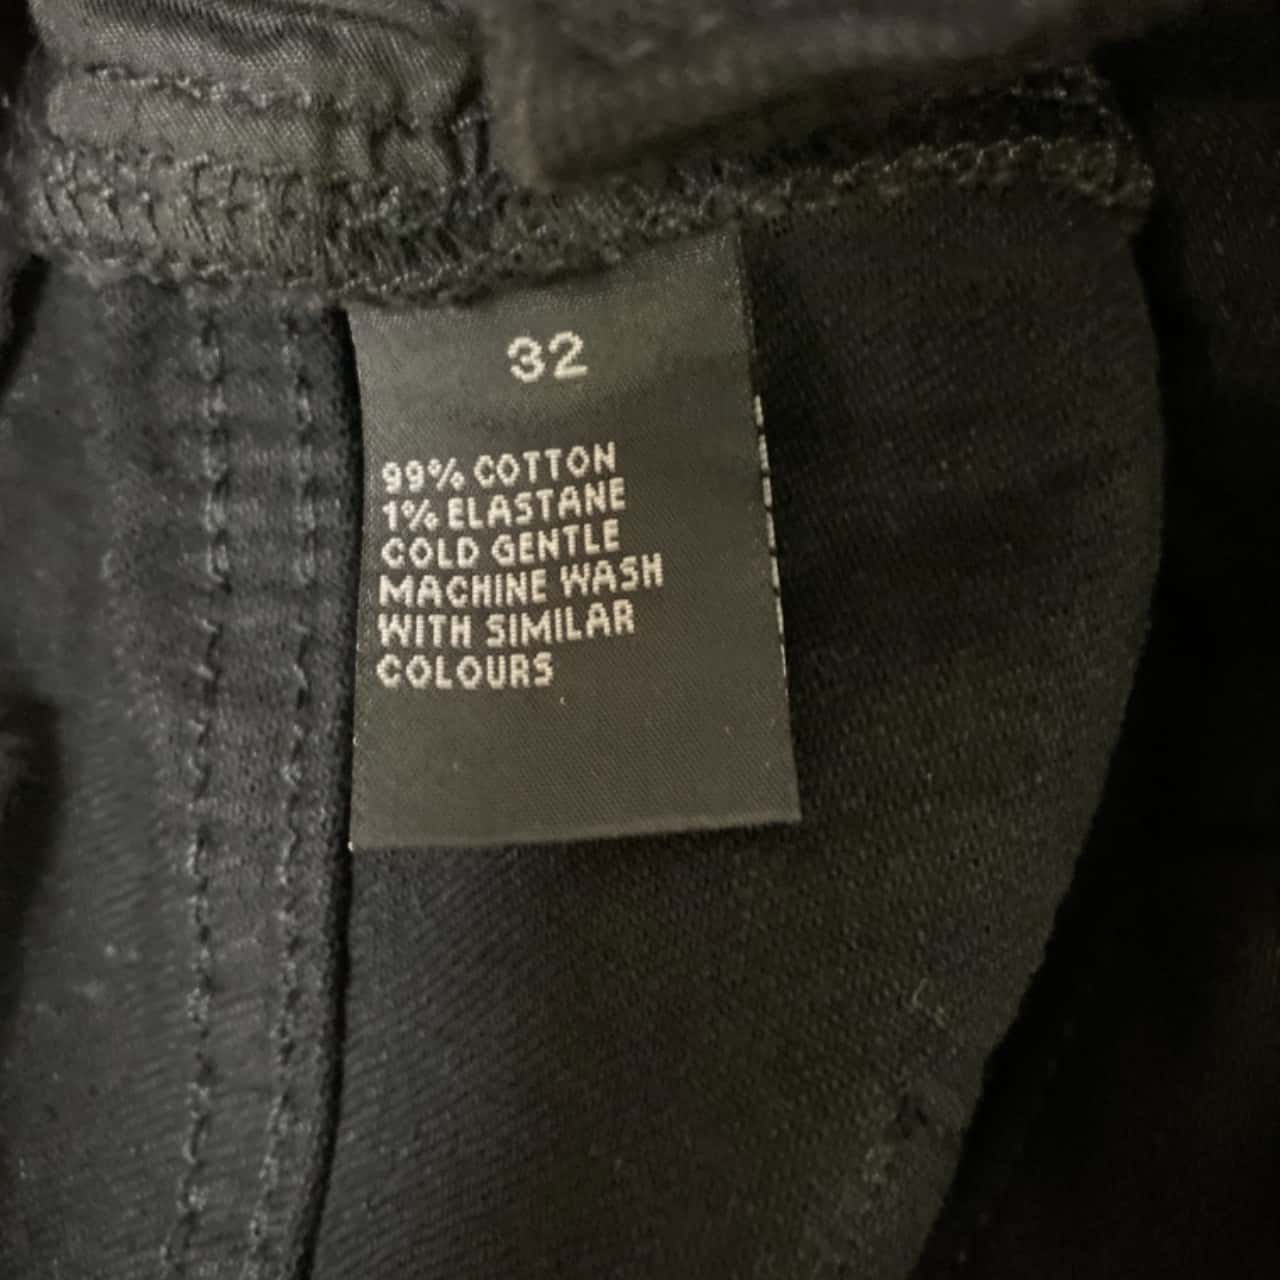 32
99% COTTON
1% ELASTANE
COLD GENTLE
MACHINE WASH
WITH SIMILAR
COLOURS